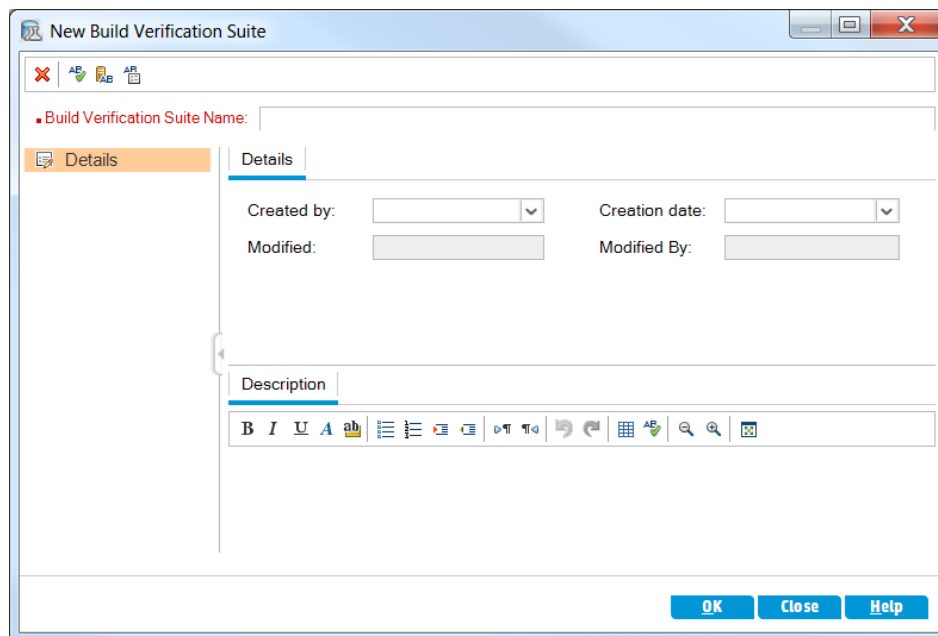 New Build Verification Suite
Build Verification Suite Name:
Details
Details
Created by:
Creation date:
Modified:
Modified By:
Description
B I U A ab
OK Close Help